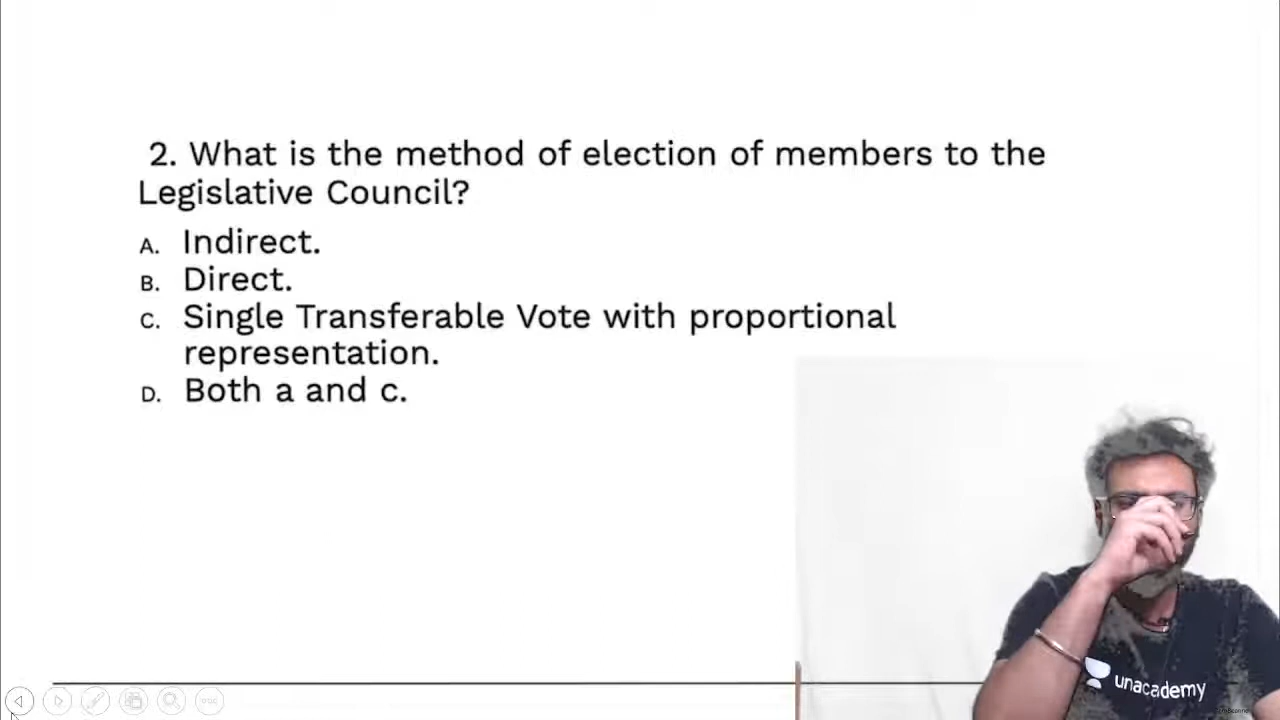 2. What is the method of election of members to the
Legislative Council?
A. Indirect.
B. Direct.
C. Single Transferable Vote with proportional
representation.
D. Both a and c.
unacademy